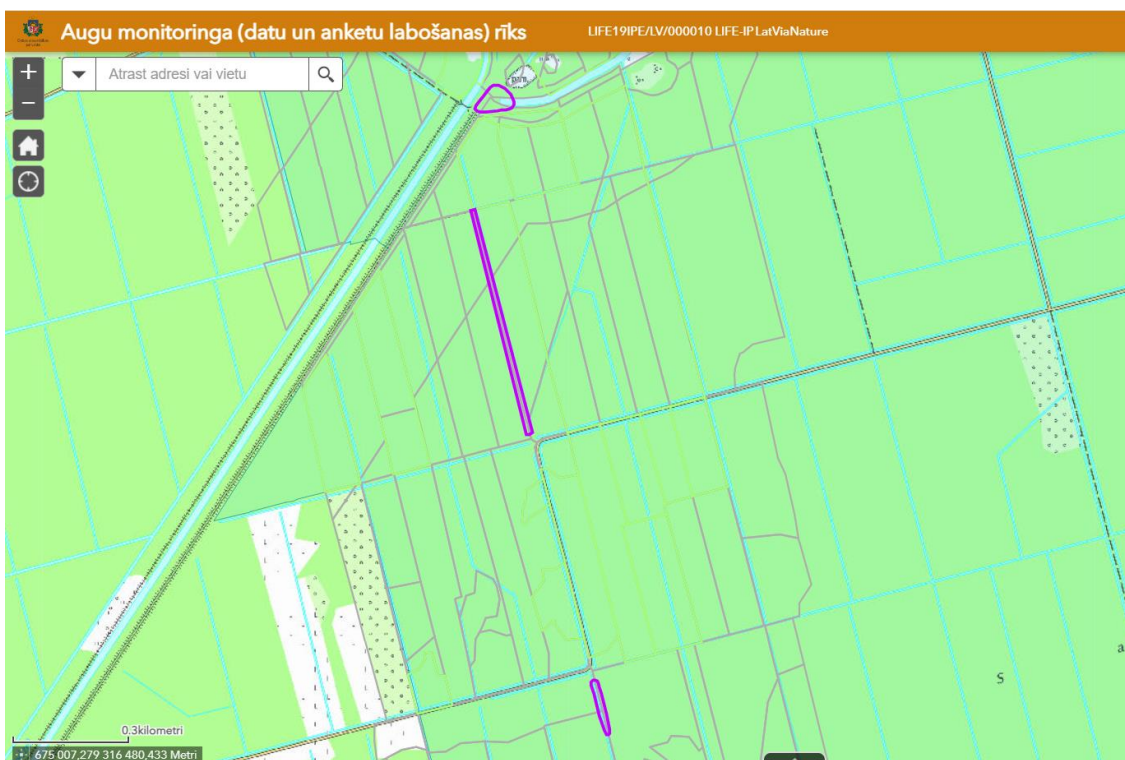 Augu monitoringa (datu un anketu labošanas) rīks
LIFE19IPE/LV/000010 LIFE-IP LatViaNature
Atrast adresi vai vietu
S
a
0.3kilometri
675 007,279 316 480,433 Metri